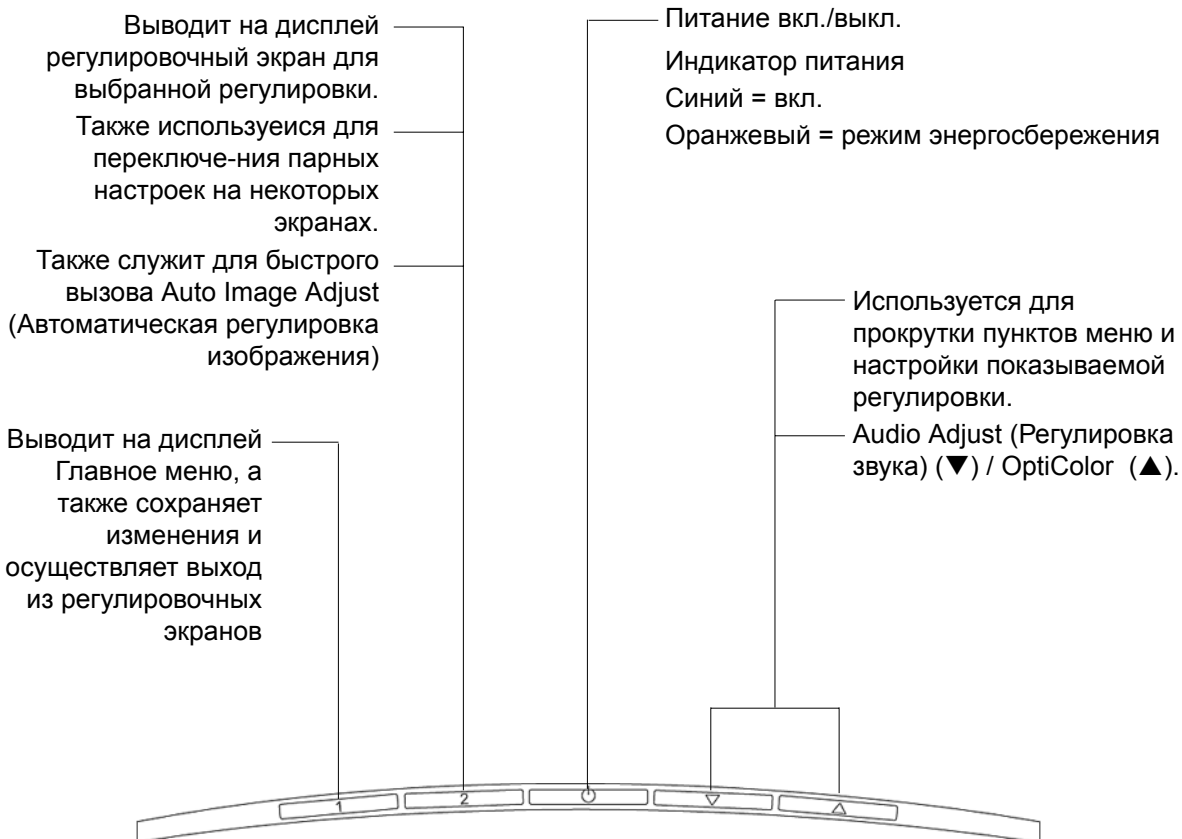 Выводит на дисплей
регулировочный экран для
выбранной регулировки.
Также используеися для
переключе-ния парных
настроек на некоторых
экранах.
Также служит для быстрого
вызова Auto Image Adjust
(Автоматическая регулировка
изображения)
Выводит на дисплей
Главное меню, а
также сохраняет
изменения и
осуществляет выход
из регулировочных
экранов
Питание вкл./выкл.
Индикатор питания
Синий = вкл.
Оранжевый = режим энергосбережения
Используется для
прокрутки пунктов меню и
настройки показываемой
регулировки.
Audio Adjust (Регулировка
звука) (▼) / OptiColor (▲).
1 2 ▽ △